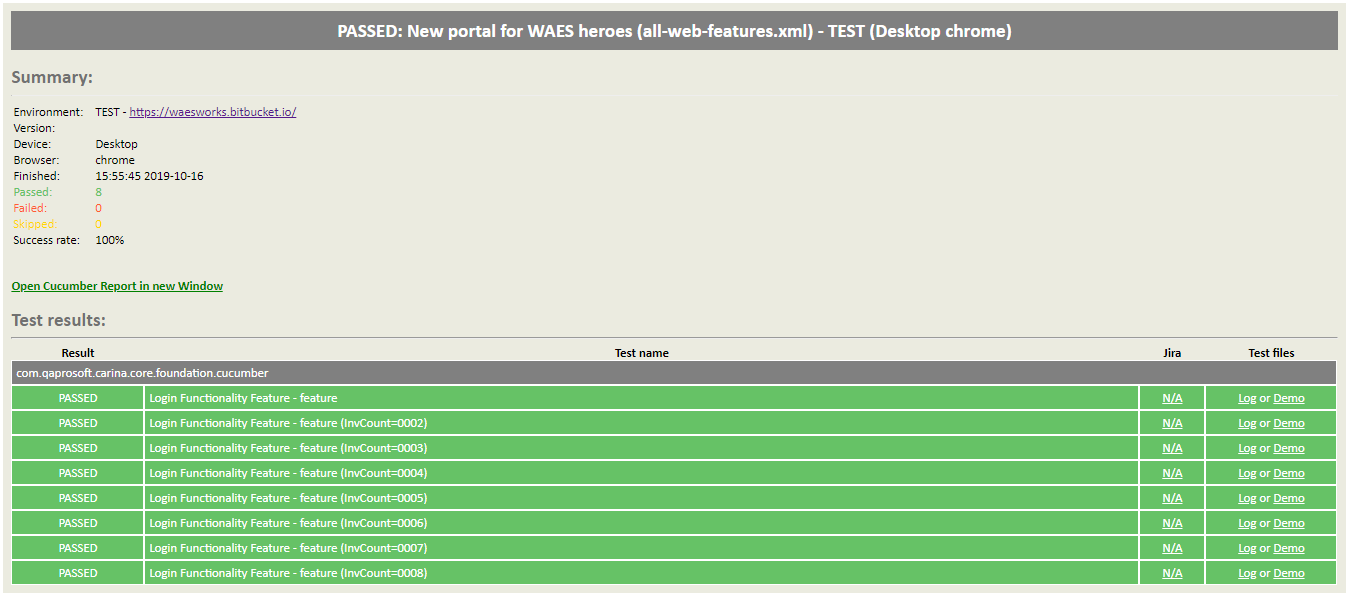 PASSED: New portal for WAES heroes (all-web-features.xml) - TEST (Desktop chrome)
Summary:
Environment: TEST - https://waesworks.bitbucket.io/
Version:
Device: Desktop
Browser: chrome
Finished: 15:55:45 2019-10-16
Passed: 8
Failed: 0
Skipped: 0
Success rate: 100%
Open Cucumber Report in new Window
Test results:
Result Test name Jira Test files
com.qaprosoft.carina.core.foundation.cucumber
PASSED Login Functionality Feature - feature N/A Log or Demo
PASSED Login Functionality Feature - feature (InvCount=0002) N/A Log or Demo
PASSED Login Functionality Feature - feature (InvCount=0003) N/A Log or Demo
PASSED Login Functionality Feature - feature (InvCount=0004) N/A Log or Demo
PASSED Login Functionality Feature - feature (InvCount=0005) N/A Log or Demo
PASSED Login Functionality Feature - feature (InvCount=0006) N/A Log or Demo
PASSED Login Functionality Feature - feature (InvCount=0007) N/A Log or Demo
PASSED Login Functionality Feature - feature (InvCount=0008) N/A Log or Demo